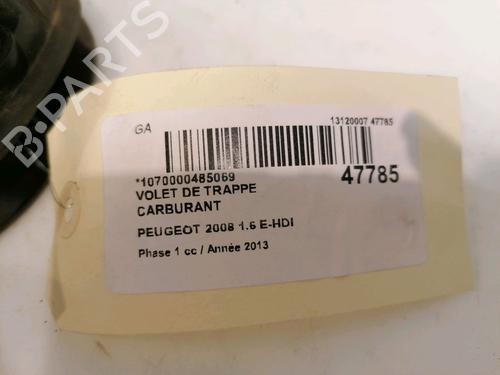 B-PARTS
GA
13120007 47785
*1070000485069
47785
VOLET DE TRAPPE
CARBURANT
PEUGEOT 2008 1.6 E-HDI
Phase 1 cc / Année 2013